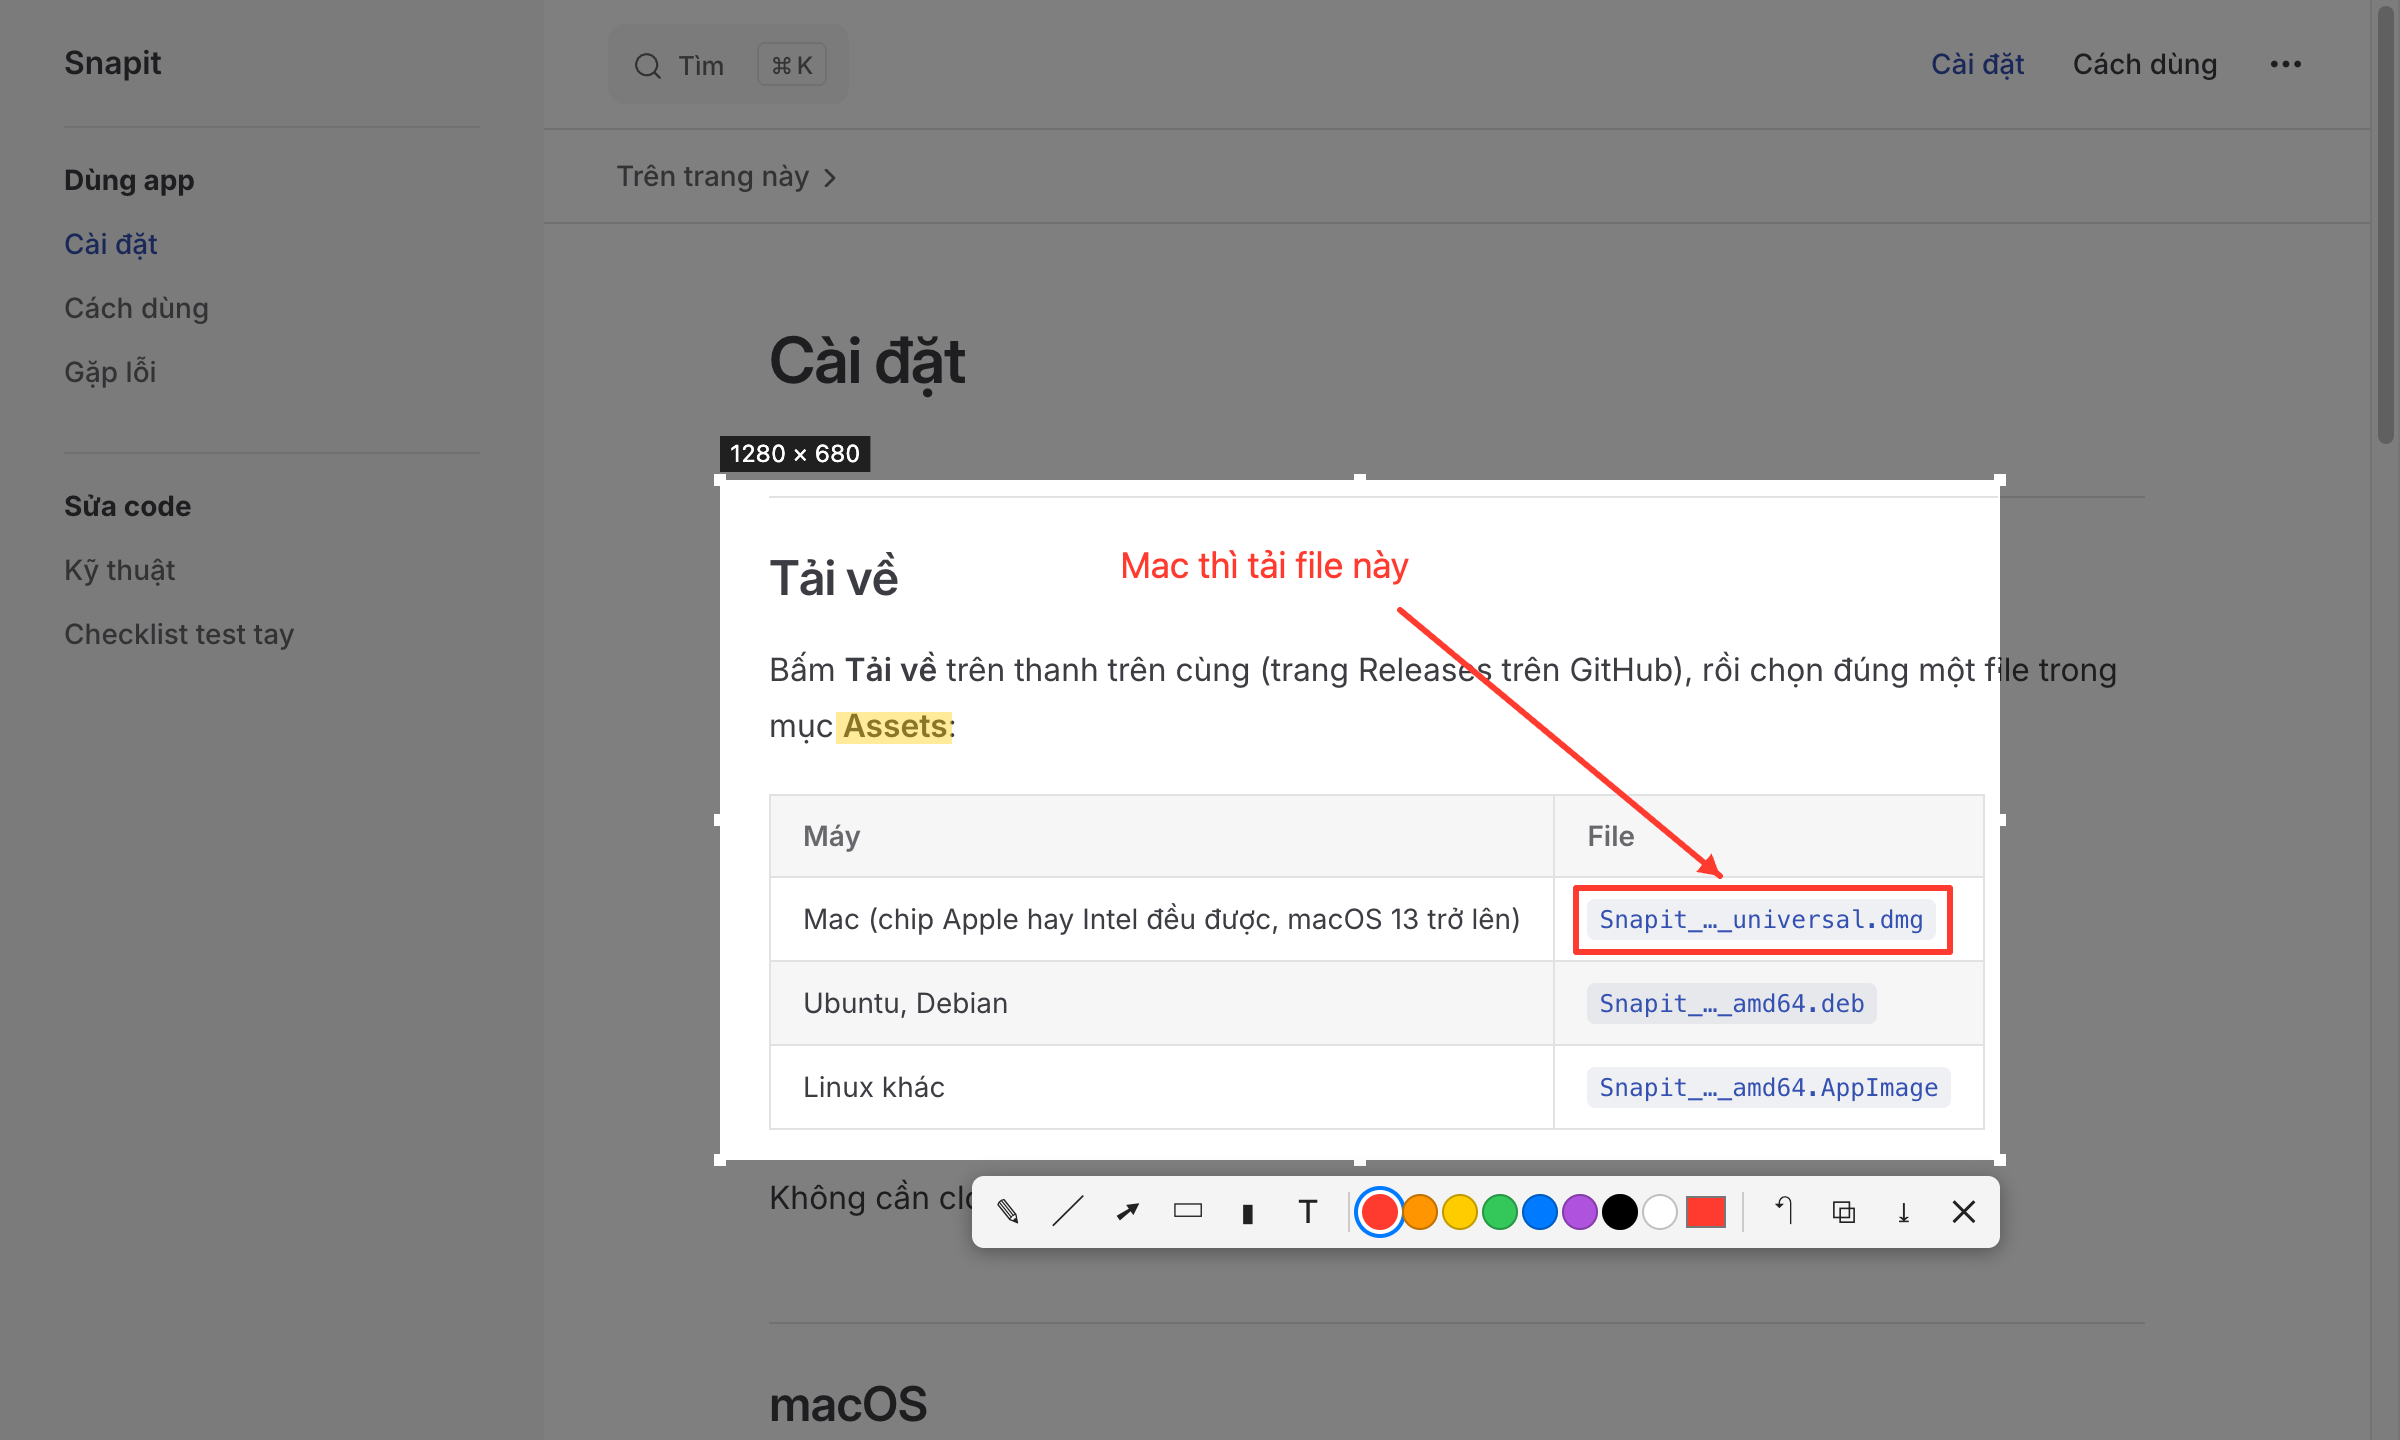 Snapit
Tìm
⌘ K
Cài đặt
Cách dùng
Trên trang này
Dùng app
Cài đặt
Cách dùng
Gặp lỗi
Sửa code
Kỹ thuật
Checklist test tay
Cài đặt
1280 × 680
Tải về
Mac thì tải file này
Bấm Tải về trên thanh trên cùng (trang Releases trên GitHub), rồi chọn đúng một file trong
mục Assets:
Máy
File
Mac (chip Apple hay Intel đều được, macOS 13 trở lên)
Snapit_…_universal.dmg
Ubuntu, Debian
Snapit_…_amd64.deb
Linux khác
Snapit_…_amd64.AppImage
Không cần
T
macOS